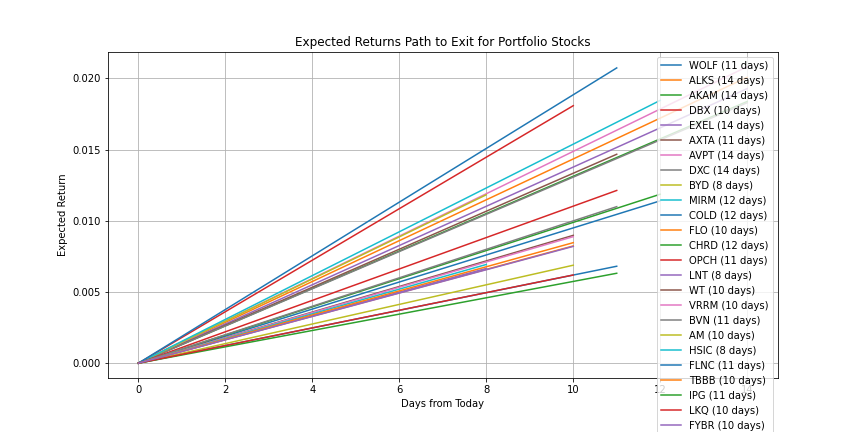 Expected Returns Path to Exit for Portfolio Stocks
Expected Return
0.020
0.015
0.010
0.005
0.000
0
2
4
6
8
10
12
14
Days from Today
WOLF (11 days)
ALKS (14 days)
AKAM (14 days)
DBX (10 days)
EXEL (14 days)
AXTA (11 days)
AVPT (14 days)
DXC (14 days)
BYD (8 days)
MIRM (12 days)
COLD (12 days)
FLO (10 days)
CHRD (12 days)
OPCH (11 days)
LNT (8 days)
WT (10 days)
VRRM (10 days)
BVN (11 days)
AM (10 days)
HSIC (8 days)
FLNC (11 days)
TBBB (10 days)
IPG (11 days)
LKQ (10 days)
FYBR (10 days)